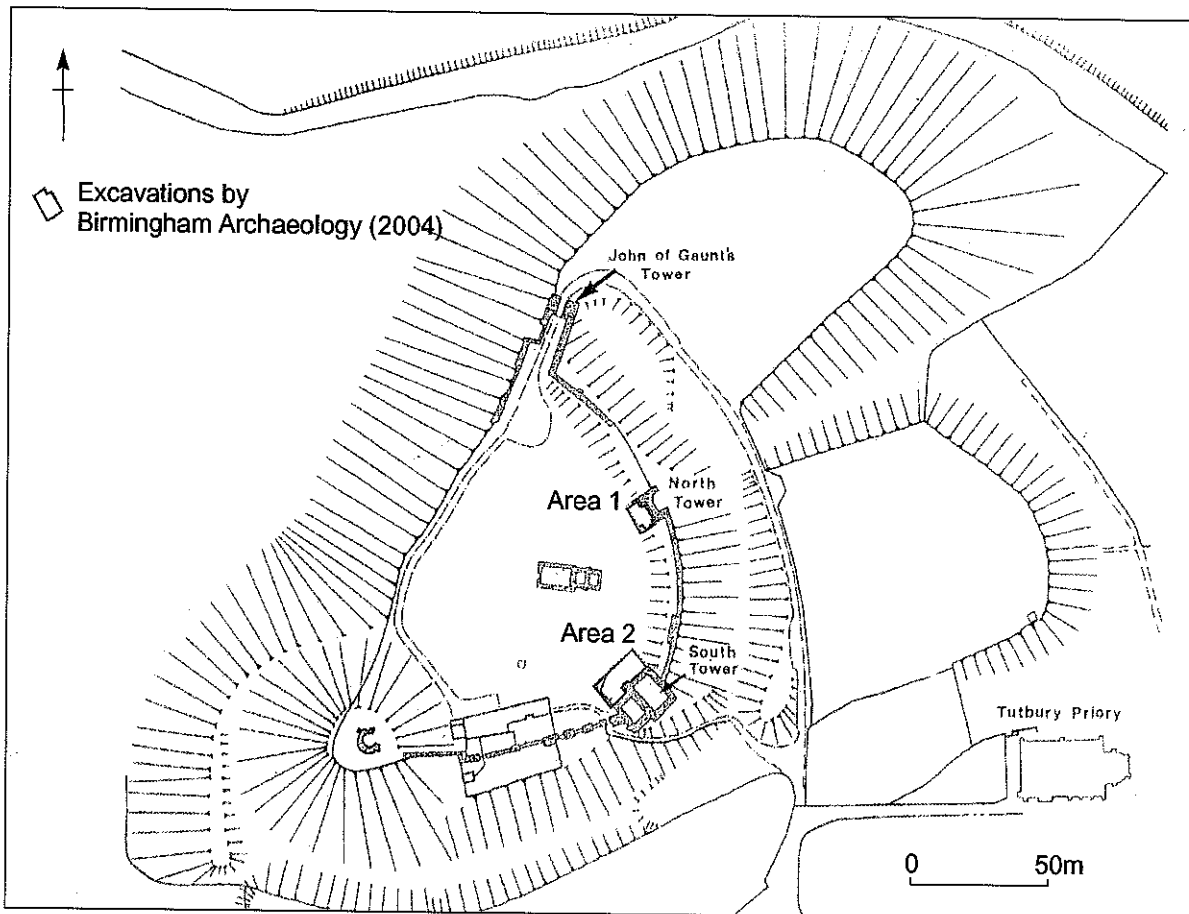 Excavations by
Birmingham Archaeology (2004)
John of Gaunt's
Tower
Area 1
North
Tower
Area 2
South
Tower
Tutbury Priory
0 50m